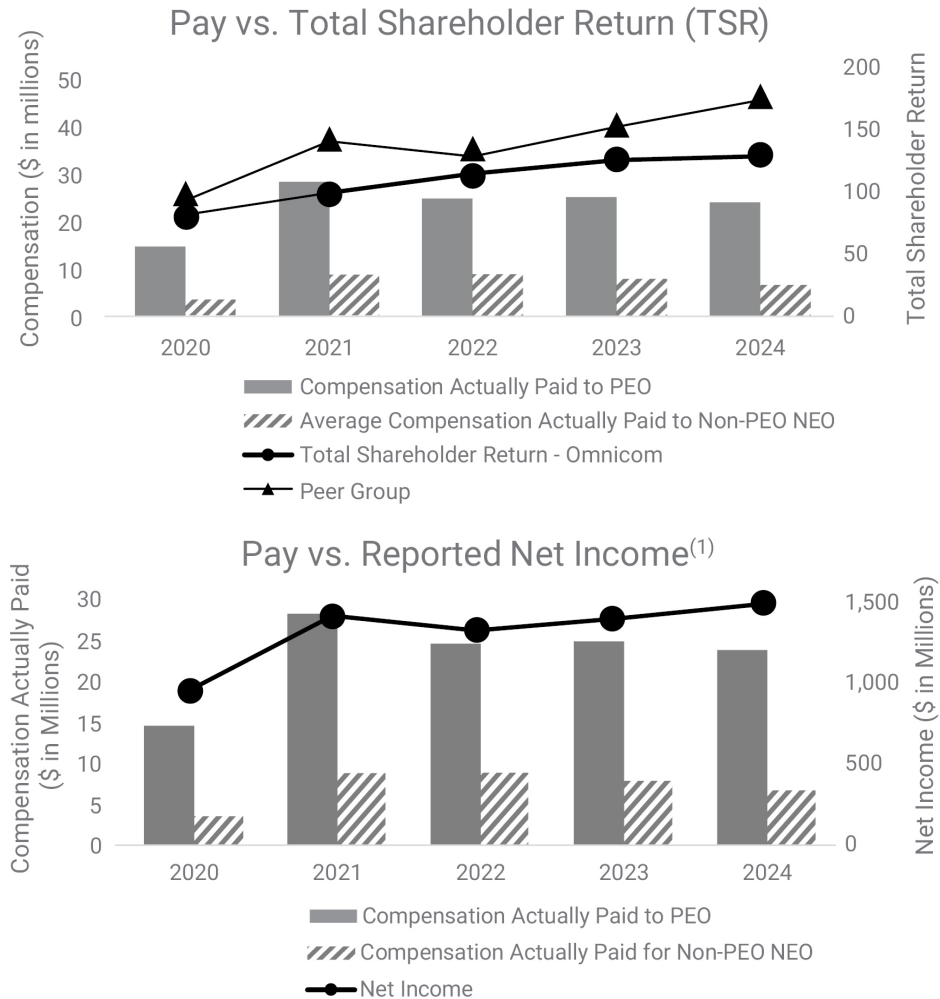 Pay vs. Total Shareholder Return (TSR)
Compensation ($ in millions)
50
40
30
20
10
0
200
150
100
50
0
Total Shareholder Return
2020 2021 2022 2023 2024
Compensation Actually Paid to PEO
Average Compensation Actually Paid to Non-PEO NEO
Total Shareholder Return - Omnicom
Peer Group
Pay vs. Reported Net Income(1)
Compensation Actually Paid
($ in Millions)
30
25
20
15
10
5
0
1,500
1,000
500
0
Net Income ($ in Millions)
2020 2021 2022 2023 2024
Compensation Actually Paid to PEO
Compensation Actually Paid for Non-PEO NEO
Net Income